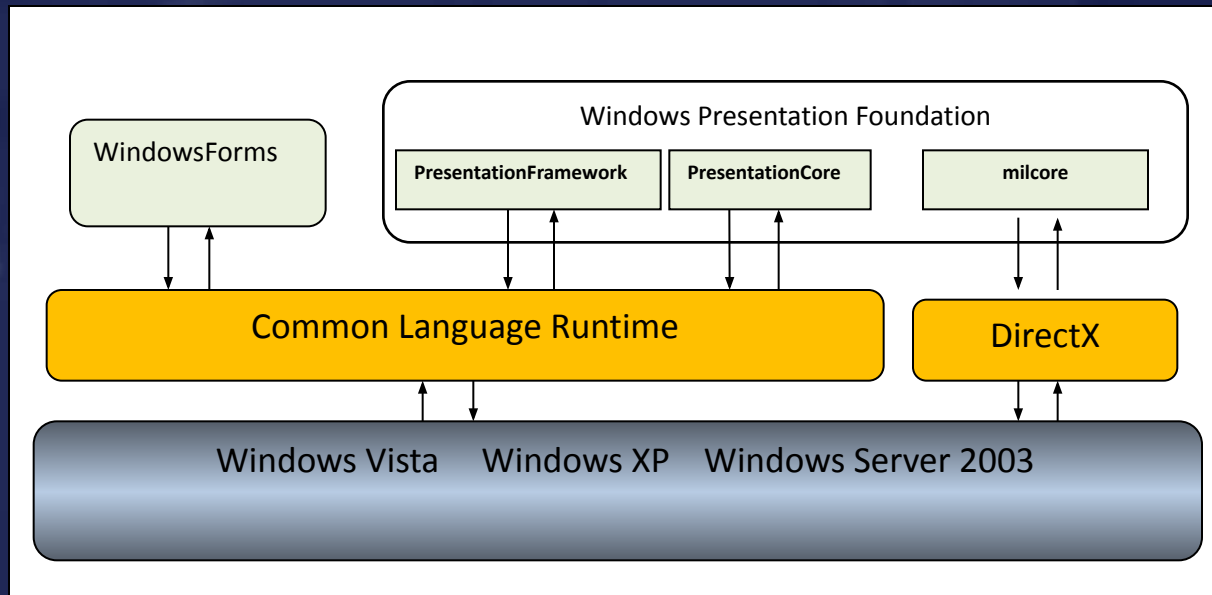 Windows Presentation Foundation
WindowsForms
PresentationFramework
PresentationCore
milcore
Common Language Runtime
DirectX
Windows Vista Windows XP Windows Server 2003